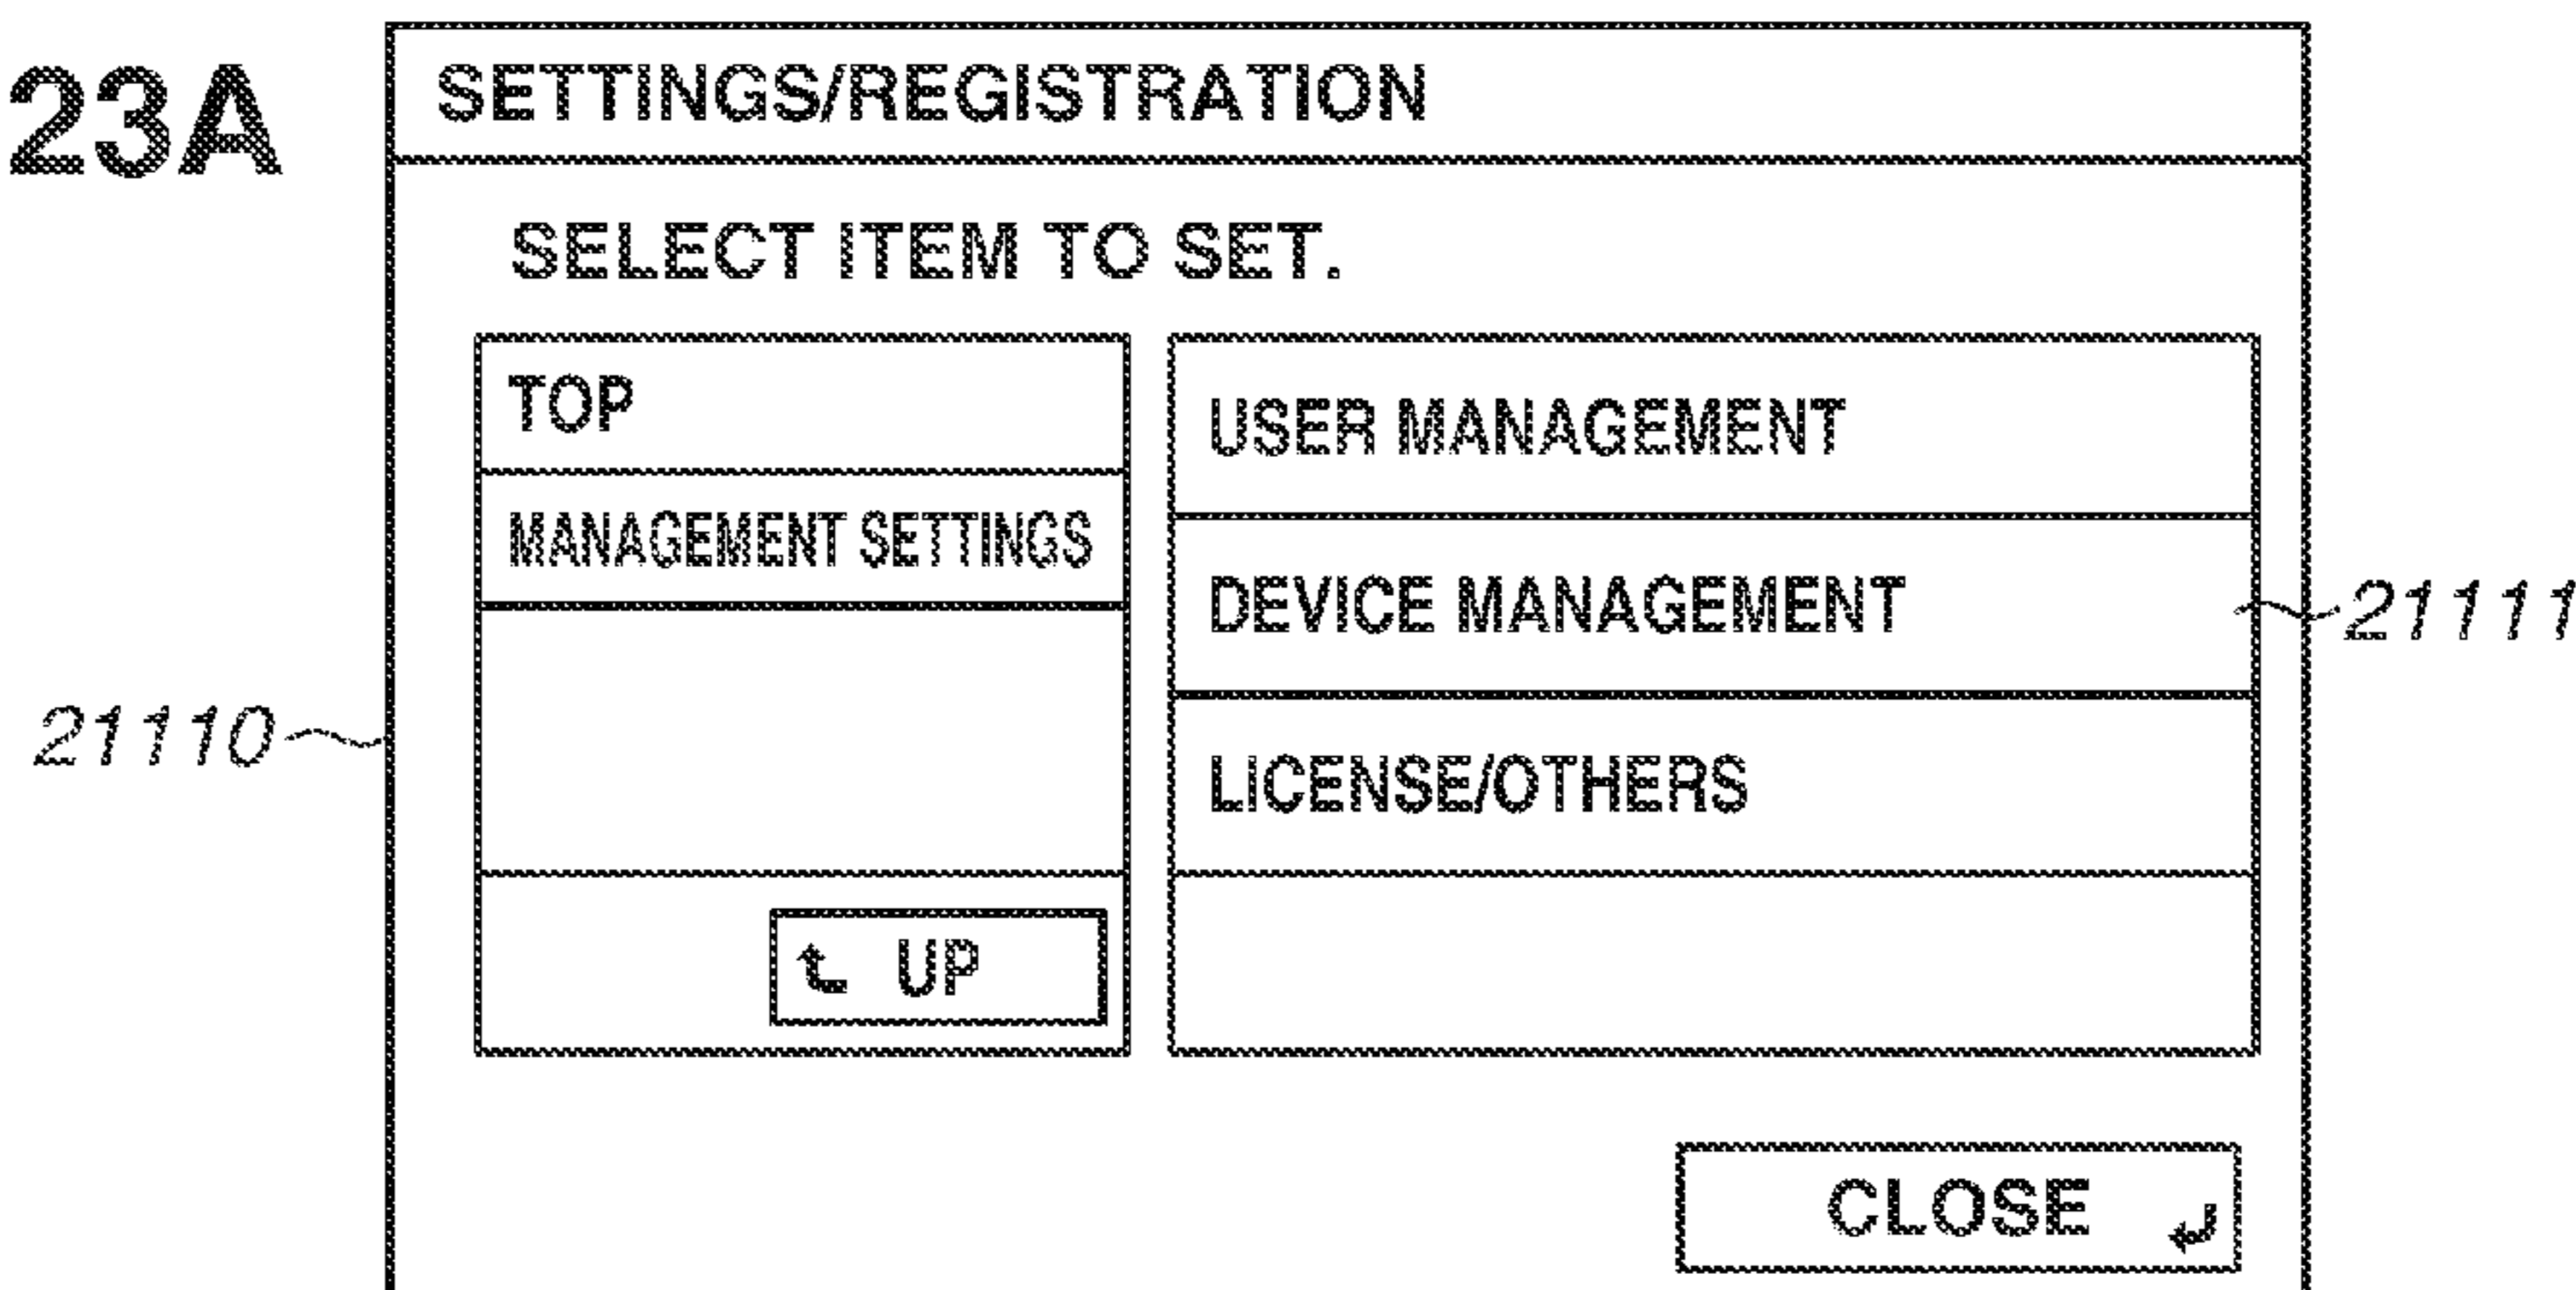 23A
SETTINGS/REGISTRATION
SELECT ITEM TO SET.
TOP
MANAGEMENT SETTINGS
UP
USER MANAGEMENT
DEVICE MANAGEMENT
LICENSE/OTHERS
21111
21110
CLOSE